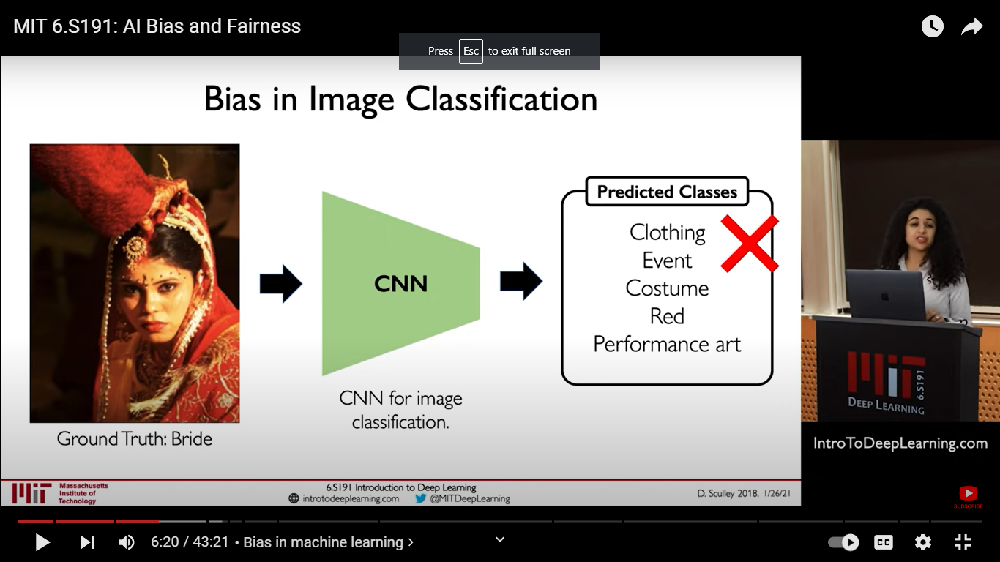 MIT 6.S191: AI Bias and Fairness
Press Esc to exit full screen
Bias in Image Classification
Predicted Classes
Clothing
Event
Costume
Red
Performance art
CNN
CNN for image
classification.
Ground Truth: Bride
MIT
6.S191
DEEP LEARNING
IntroToDeepLearning.com
MIT
Massachusetts
Institute of
Technology
6.S191 Introduction to Deep Learning
introtodeeplearning.com @MITDeepLearning
D. Sculley 2018. 1/26/21
SUBSCRIBE
6:20 / 43:21 • Bias in machine learning >
CC